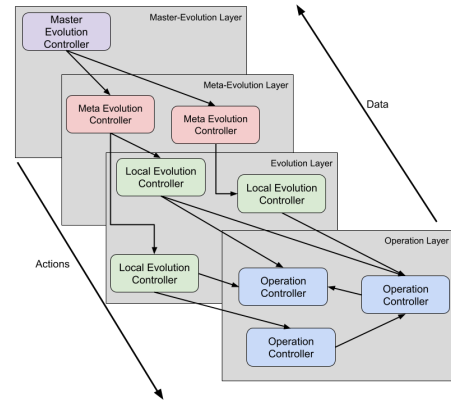 Master-Evolution Layer
Master
Evolution
Controller
Meta-Evolution Layer
Meta Evolution
Controller
Meta Evolution
Controller
Data
Evolution Layer
Local Evolution
Controller
Local Evolution
Controller
Operation Layer
Actions
Local Evolution
Controller
Operation
Controller
Operation
Controller
Operation
Controller